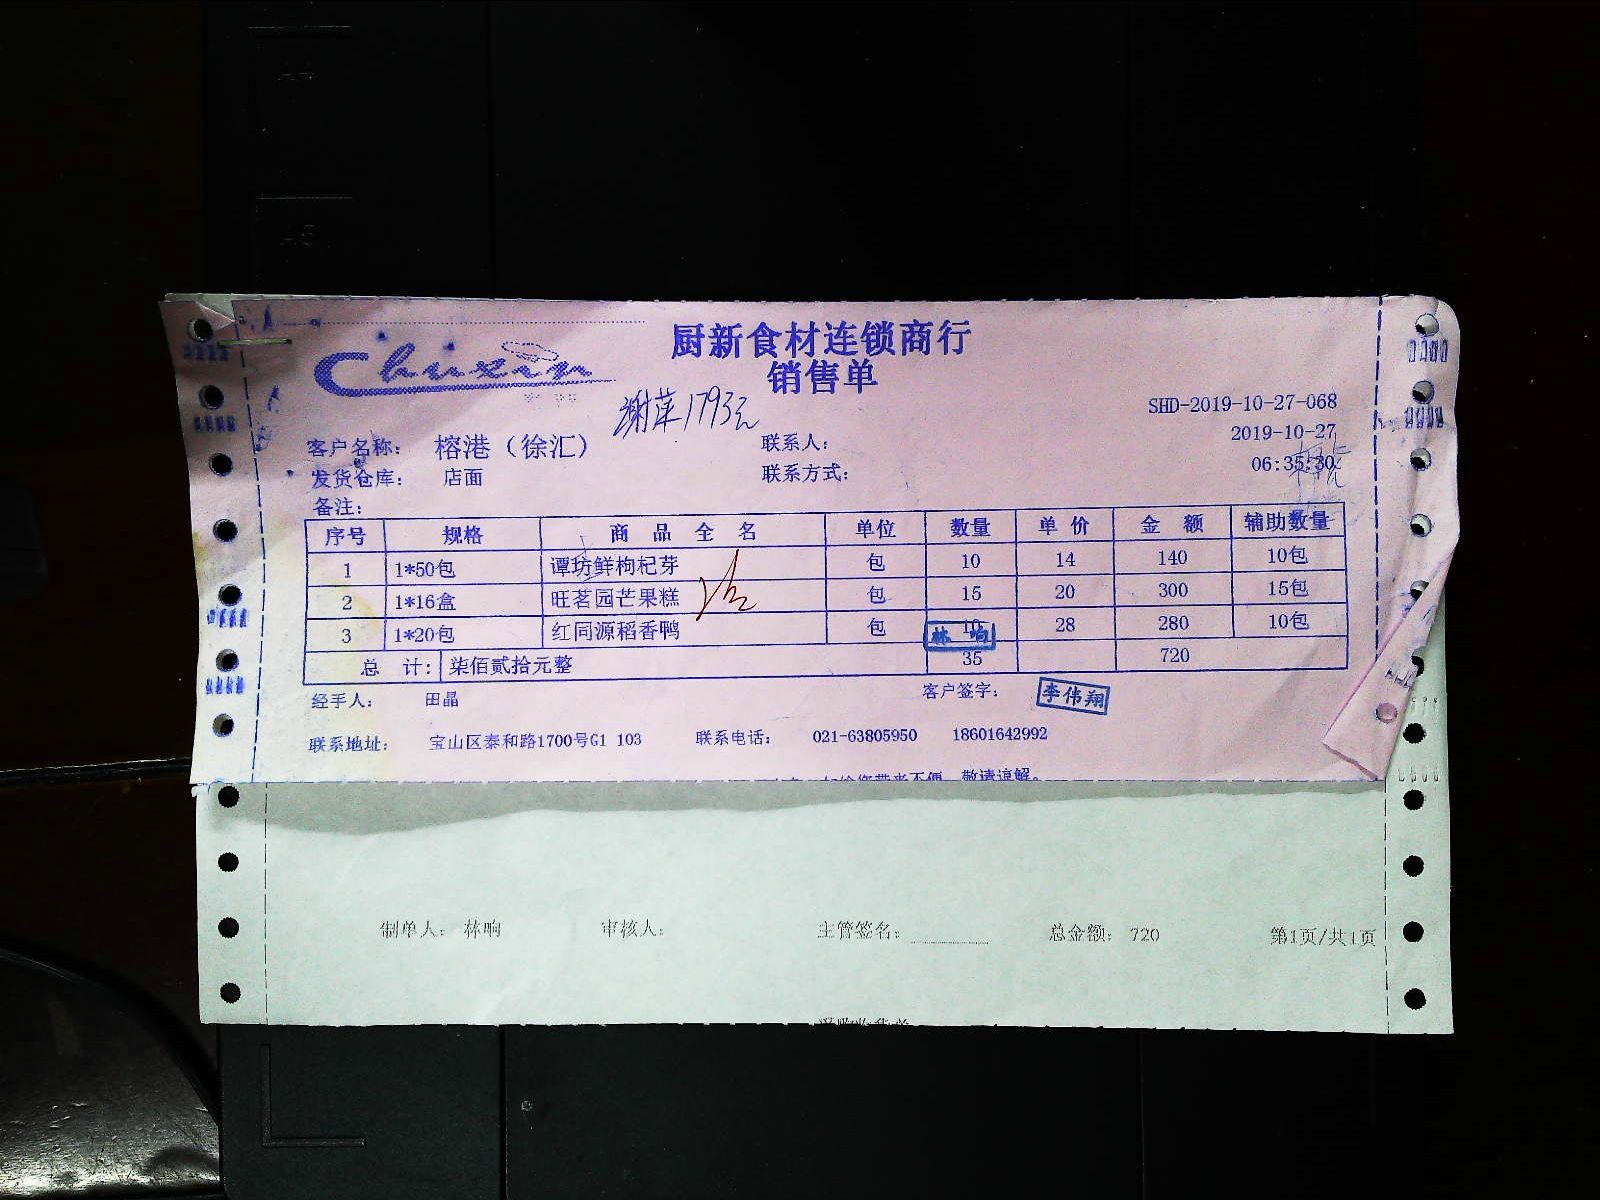 Chuxin
厨新食材连锁商行
销售单
谢萍1793元
SHD-2019-10-27-068
2019-10-27
06:35:30
客户名称： 榕港（徐汇） 联系人：
发货仓库： 店面 联系方式：
备注：
序号 规格 商品全名 单位 数量 单价 金额 辅助数量
1 1*50包 谭坊鲜枸杞芽 包 10 14 140 10包
2 1*16盒 旺茗园芒果糕 包 15 20 300 15包
3 1*20包 红同源稻香鸭 包 10 28 280 10包
林响
总计： 柒佰贰拾元整 35 720
经手人： 田晶 客户签字： 李伟翔
联系地址： 宝山区泰和路1700号G1 103 联系电话： 021-63805950 18601642992
敬请谅解。
制单人： 林响 审核人： 主管签名： 总金额： 720 第1页/共1页